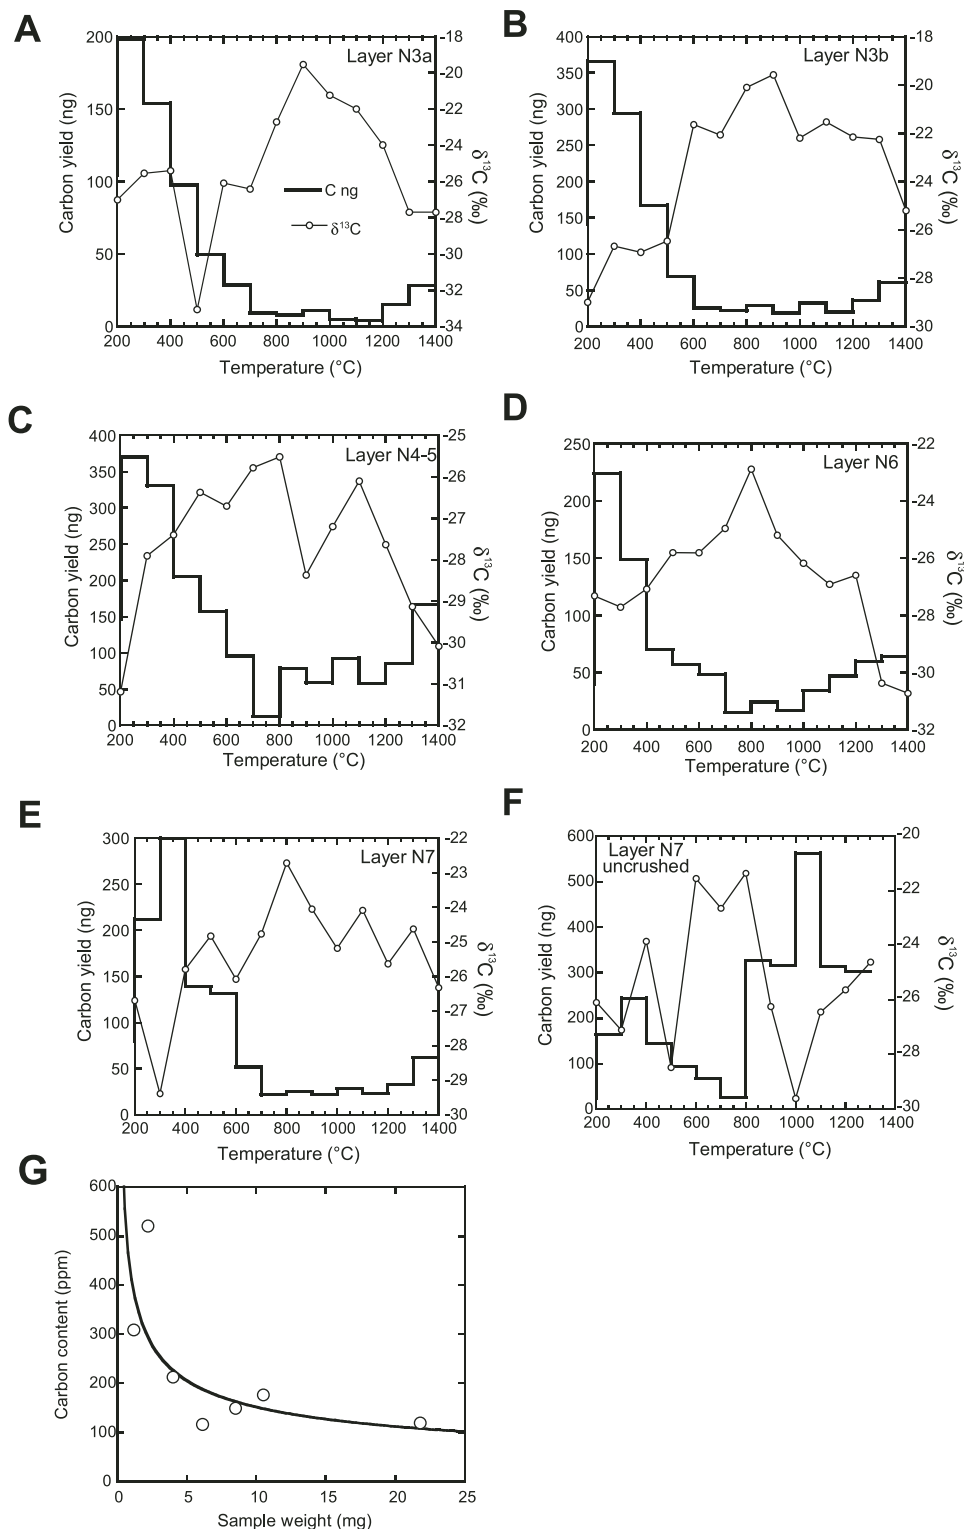 A
Layer N3a
200
150
100
50
0
Carbon yield (ng)
C ng
δ13C
-18
-20
-22
-24
-26
-28
-30
-32
-34
δ13C (‰)
200 400 600 800 1000 1200 1400
Temperature (°C)
B
Layer N3b
400
350
300
250
200
150
100
50
0
Carbon yield (ng)
-18
-20
-22
-24
-26
-28
-30
δ13C (‰)
200 400 600 800 1000 1200 1400
Temperature (°C)
C
Layer N4-5
400
350
300
250
200
150
100
50
0
Carbon yield (ng)
-25
-26
-27
-28
-29
-30
-31
-32
δ13C (‰)
200 400 600 800 1000 1200 1400
Temperature (°C)
D
Layer N6
250
200
150
100
50
0
Carbon yield (ng)
-22
-24
-26
-28
-30
-32
δ13C (‰)
200 400 600 800 1000 1200 1400
Temperature (°C)
E
Layer N7
300
250
200
150
100
50
0
Carbon yield (ng)
-22
-23
-24
-25
-26
-27
-28
-29
-30
δ13C (‰)
200 400 600 800 1000 1200 1400
Temperature (°C)
F
Layer N7
uncrushed
600
500
400
300
200
100
0
Carbon yield (ng)
-20
-22
-24
-26
-28
-30
δ13C (‰)
200 400 600 800 1000 1200 1400
Temperature (°C)
G
600
500
400
300
200
100
0
Carbon content (ppm)
0 5 10 15 20 25
Sample weight (mg)